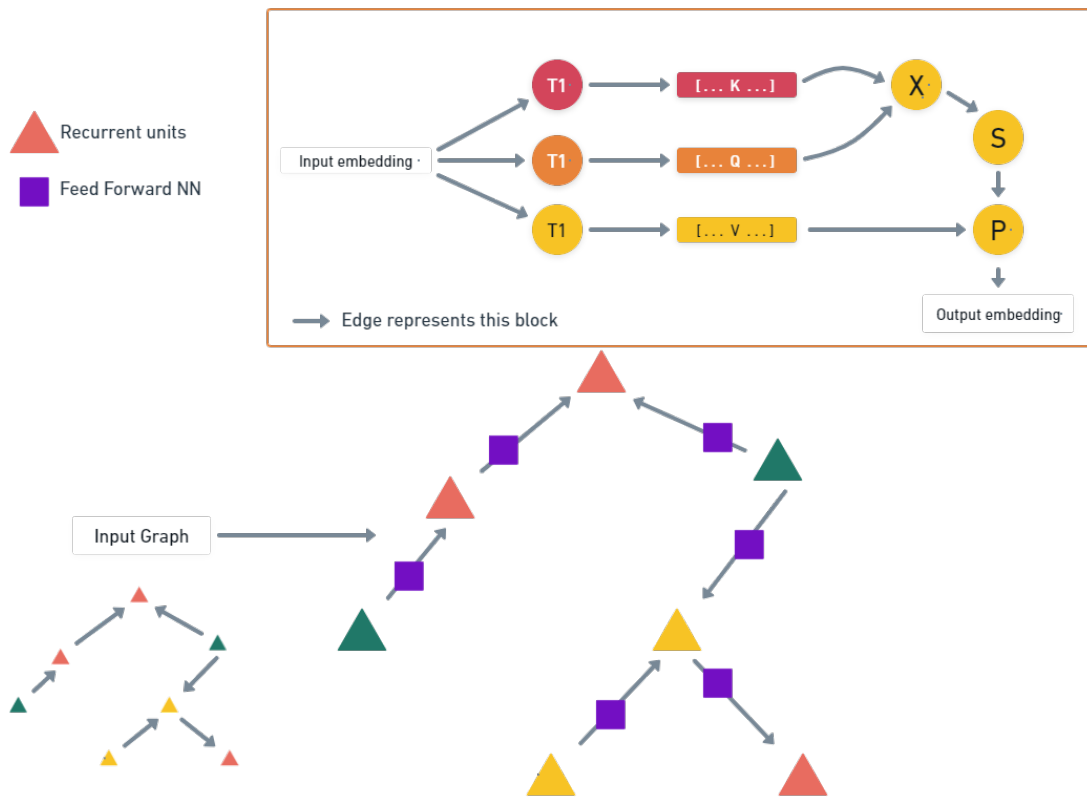 T1
[... K ...]
X
Recurrent units
S
Input embedding
T1
[... Q ...]
Feed Forward NN
T1
[... V ...]
P
Edge represents this block
Output embedding
Input Graph